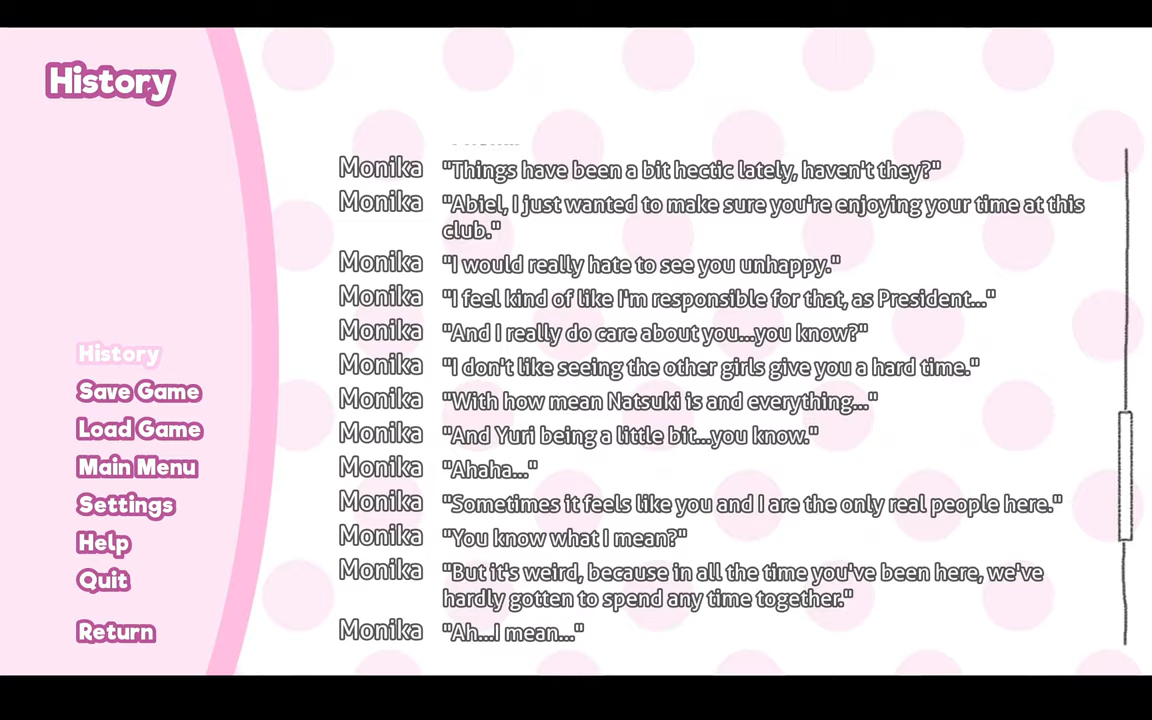 History
Monika "Things have been a bit hectic lately, haven't they?"
Monika "Abiel, I just wanted to make sure you're enjoying your time at this
club."
Monika "I would really hate to see you unhappy."
Monika "I feel kind of like I'm responsible for that, as President..."
Monika "And I really do care about you...you know?"
Monika "I don't like seeing the other girls give you a hard time."
Monika "With how mean Natsuki is and everything..."
Monika "And Yuri being a little bit...you know."
Monika "Ahaha..."
Monika "Sometimes it feels like you and I are the only real people here."
Monika "You know what I mean?"
Monika "But it's weird, because in all the time you've been here, we've
hardly gotten to spend any time together."
Monika "Ah...I mean..."
History
Save Game
Load Game
Main Menu
Settings
Help
Quit
Return